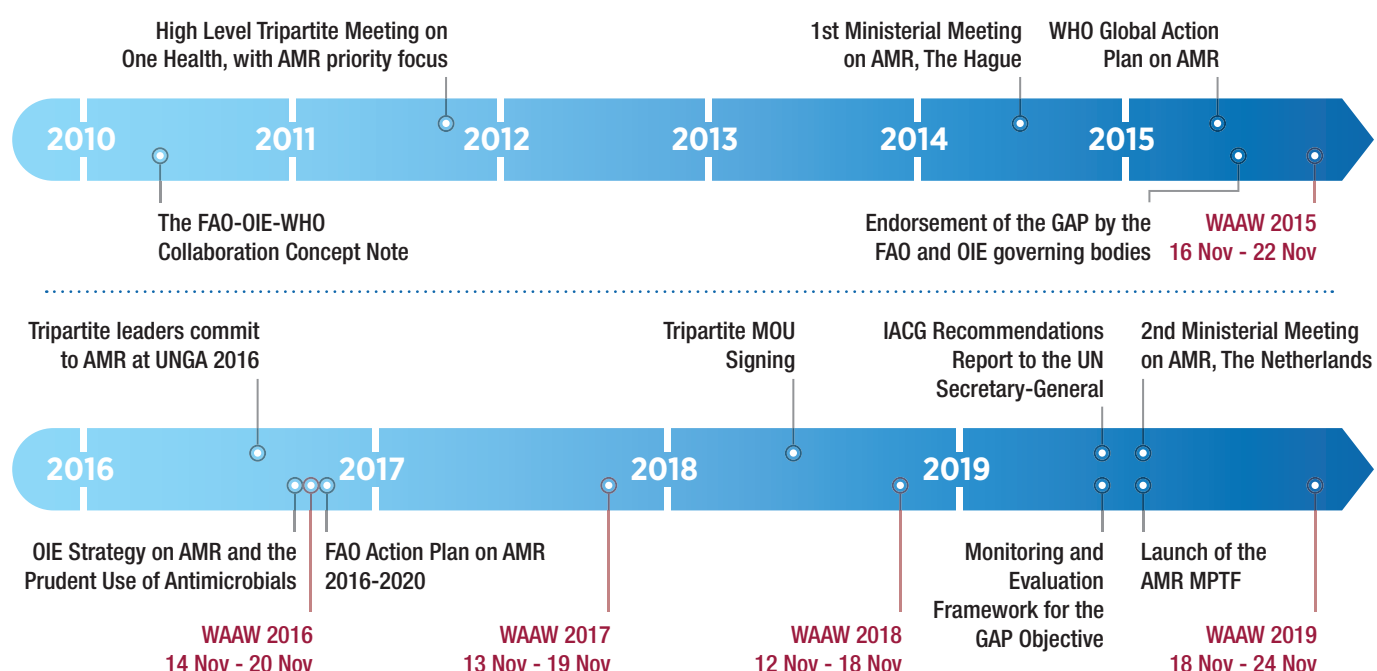 High Level Tripartite Meeting on
One Health, with AMR priority focus
1st Ministerial Meeting
on AMR, The Hague
WHO Global Action
Plan on AMR
2010
2011
2012
2013
2014
2015
The FAO-OIE-WHO
Collaboration Concept Note
Endorsement of the GAP by the
FAO and OIE governing bodies
WAAW 2015
16 Nov - 22 Nov
Tripartite leaders commit
to AMR at UNGA 2016
Tripartite MOU
Signing
IACG Recommendations
Report to the UN
Secretary-General
2nd Ministerial Meeting
on AMR, The Netherlands
2016
2017
2018
2019
OIE Strategy on AMR and the
Prudent Use of Antimicrobials
FAO Action Plan on AMR
2016-2020
Monitoring and
Evaluation
Framework for the
GAP Objective
Launch of the
AMR MPTF
WAAW 2016
14 Nov - 20 Nov
WAAW 2017
13 Nov - 19 Nov
WAAW 2018
12 Nov - 18 Nov
WAAW 2019
18 Nov - 24 Nov